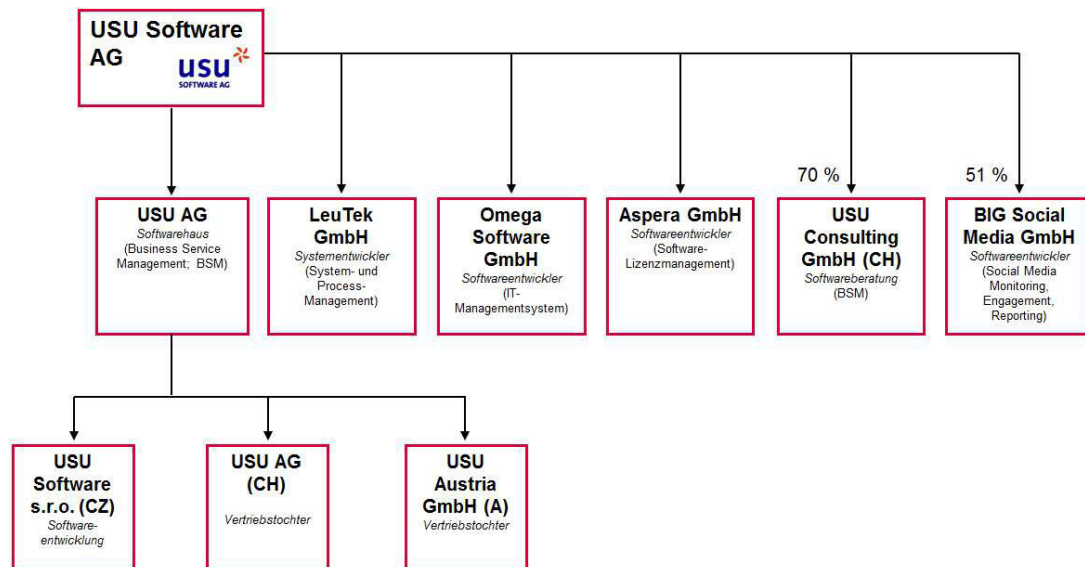 USU Software
AG
usu
SOFTWARE AG
70 %
51 %
USU AG
Softwarehaus
(Business Service
Management; BSM)
LeuTek
GmbH
Systementwickler
(System- und
Process-
Management)
Omega
Software
GmbH
Softwareentwickler
(IT-
Managementsystem)
Aspera GmbH
Softwareentwickler
(Software-
Lizenzmanagement)
USU
Consulting
GmbH (CH)
Softwareberatung
(BSM)
BIG Social
Media GmbH
Softwareentwickler
(Social Media
Monitoring,
Engagement,
Reporting)
USU
Software
s.r.o. (CZ)
Software-
entwicklung
USU AG
(CH)
Vertriebstochter
USU
Austria
GmbH (A)
Vertriebstochter